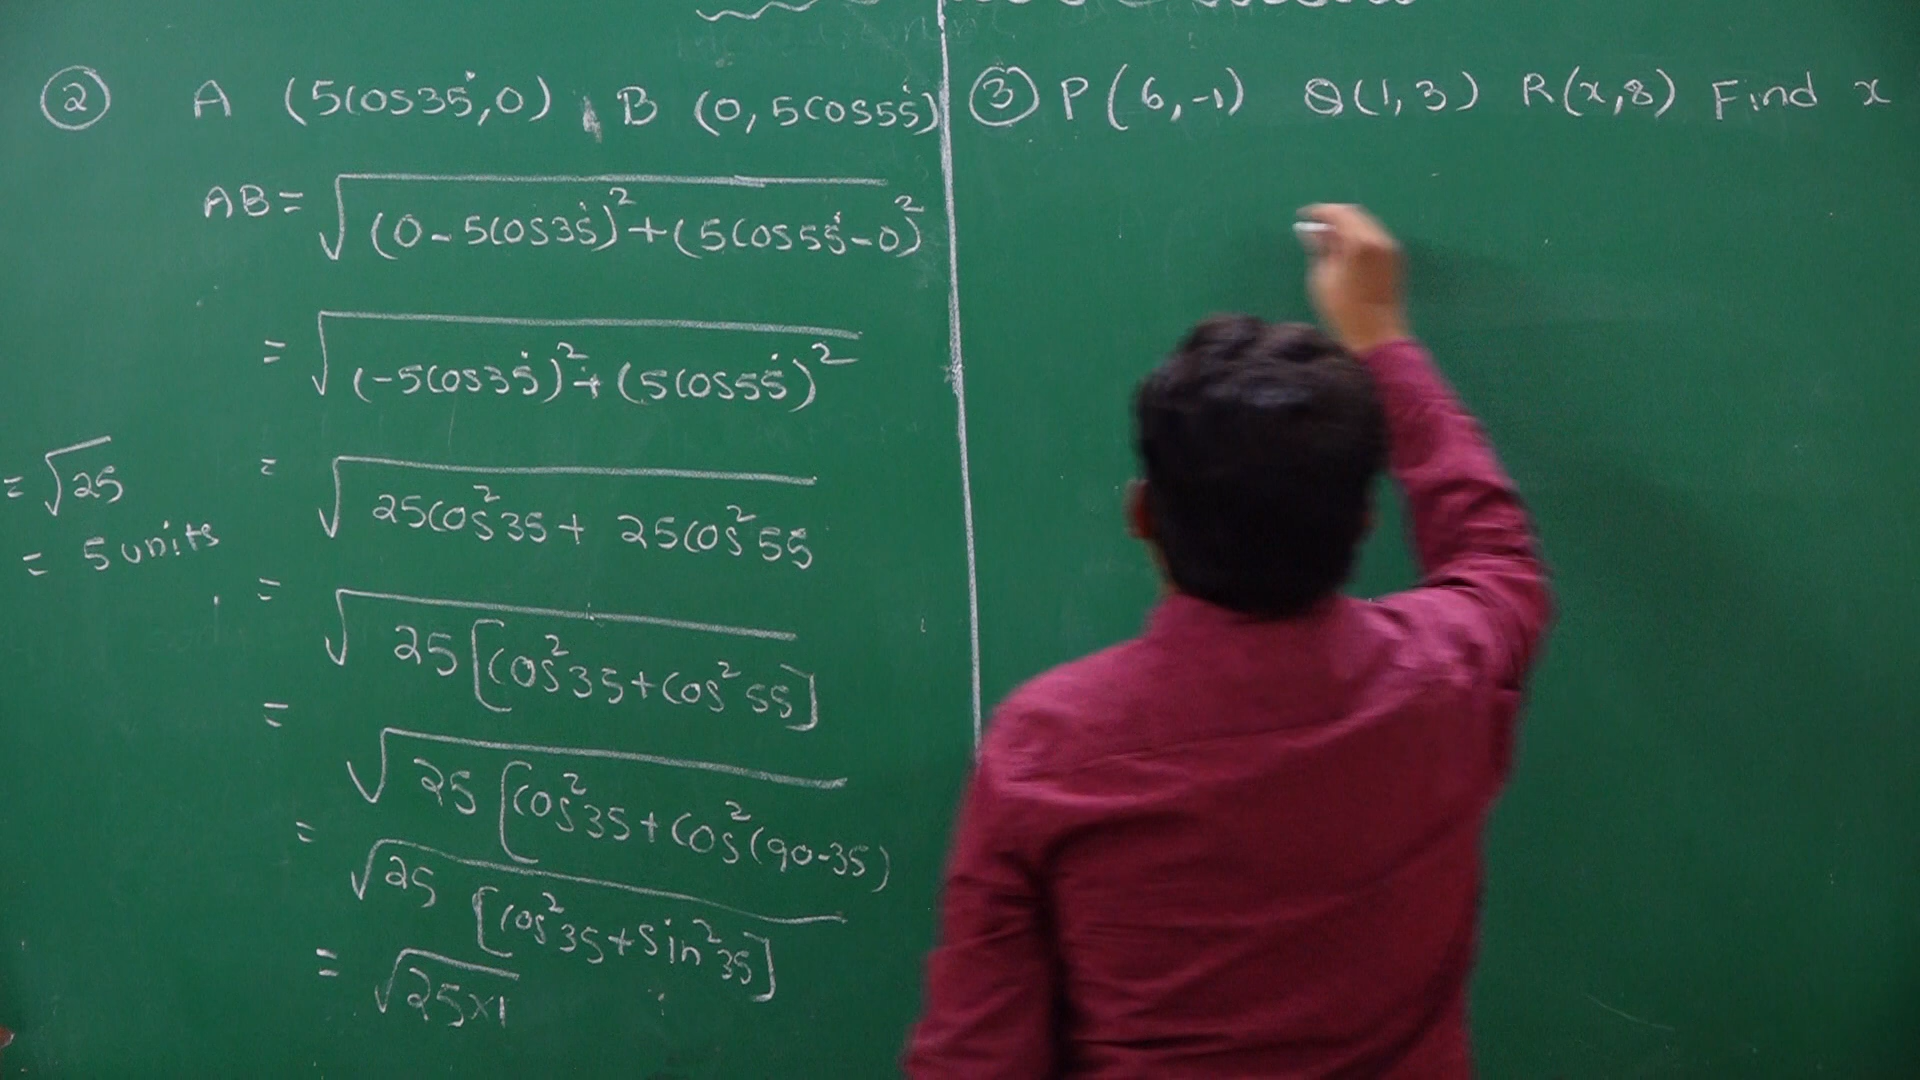 ② A (5cos35°,0), B (0, 5cos55°)
AB = √(0-5cos35°)²+(5cos55°-0)²
= √(-5cos35°)²+(5cos55°)²
= √25cos²35+ 25cos²55
= √25[cos²35+cos²55]
= √25[cos²35+cos²(90-35)
= √25 [cos²35+sin²35]
= √25×1
= √25
= 5 units
③ P(6,-1) Q(1,3) R(x,8) Find x